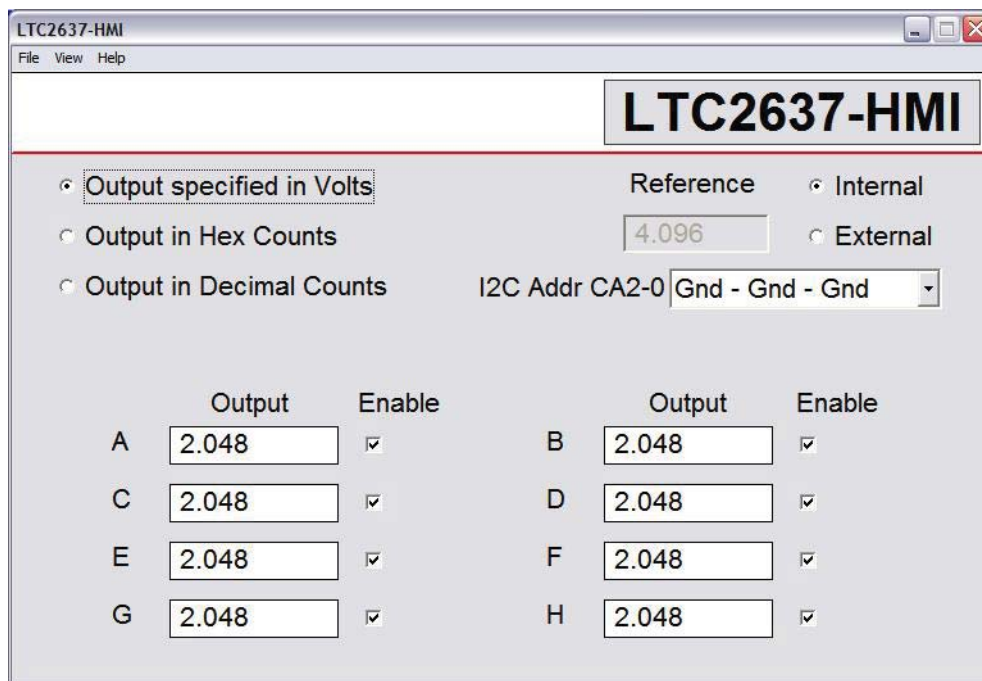 LTC2637-HMI
File View Help
LTC2637-HMI
Output specified in Volts
Reference
Internal
Output in Hex Counts
4.096
External
Output in Decimal Counts
I2C Addr CA2-0 Gnd - Gnd - Gnd
Output Enable Output Enable
A 2.048 B 2.048
C 2.048 D 2.048
E 2.048 F 2.048
G 2.048 H 2.048